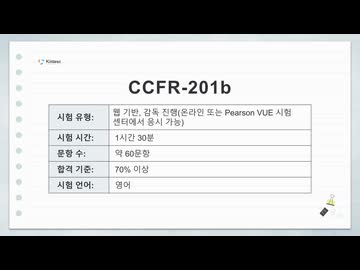 Killtest
CCFR-201b
시험 유형: 웹 기반, 감독 진행(온라인 또는 Pearson VUE 시험
센터에서 응시 가능)
시험 시간: 1시간 30분
문항 수: 약 60문항
합격 기준: 70% 이상
시험 언어: 영어